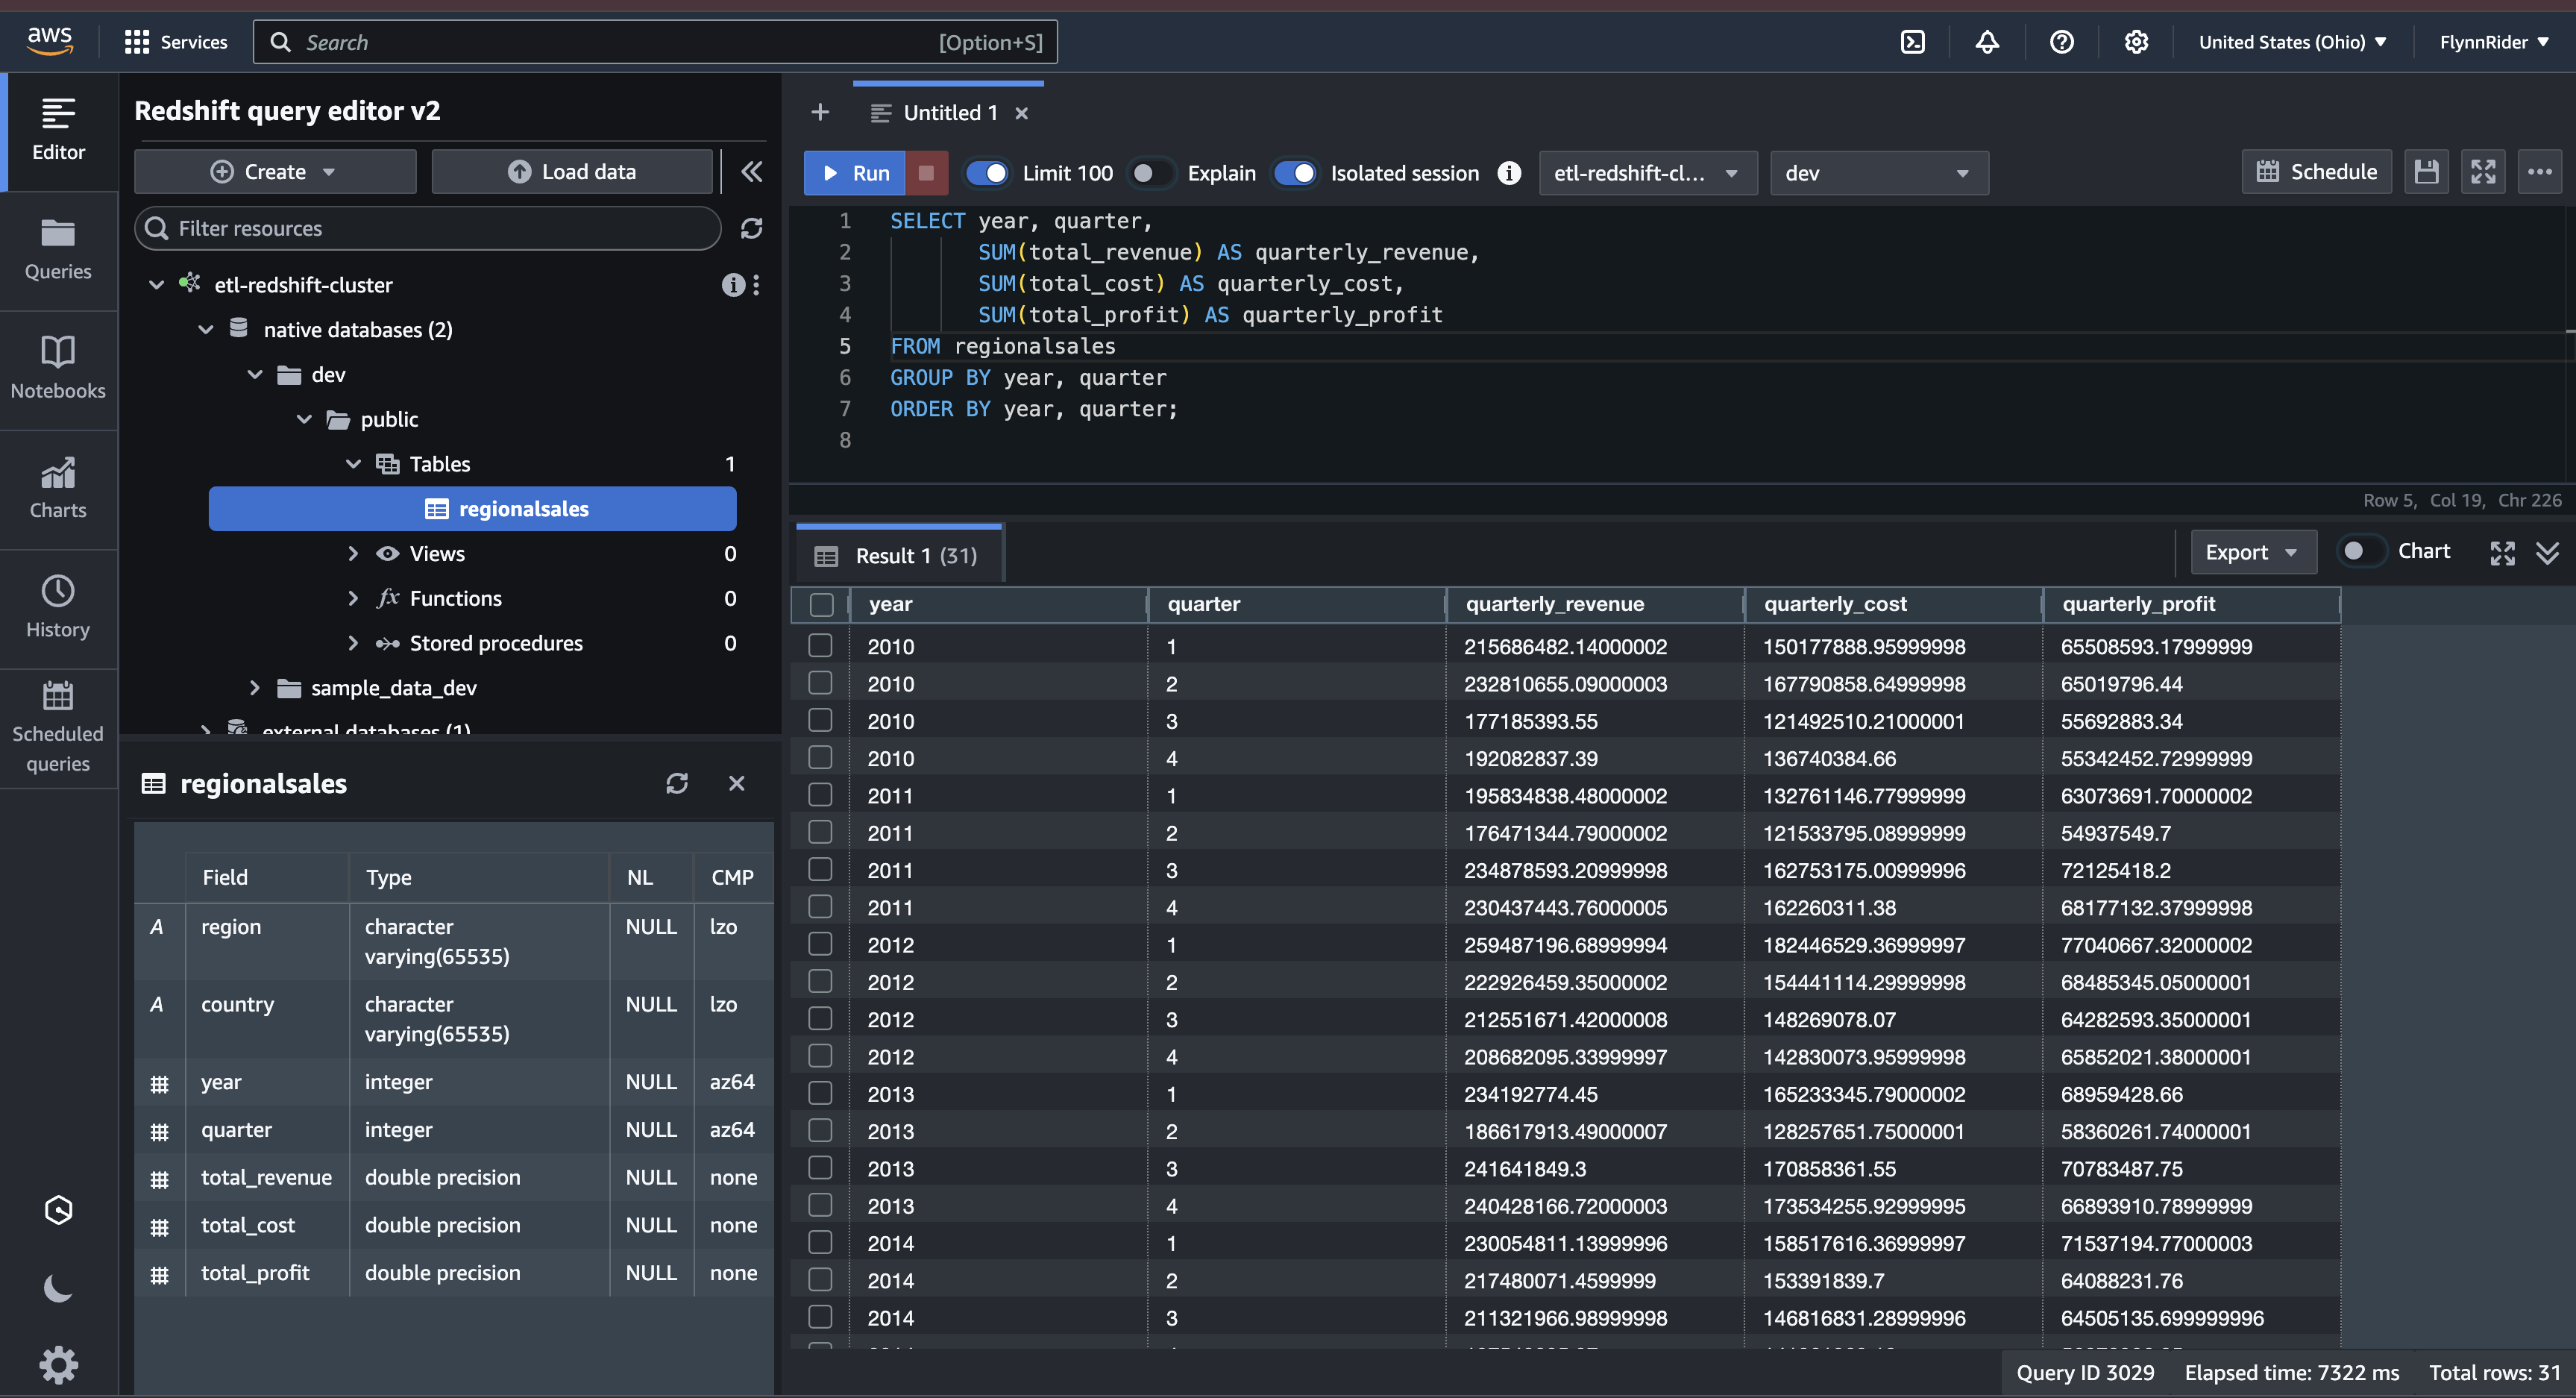 aws Services Search [Option+S] United States (Ohio) FlynnRider
Editor
Queries
Notebooks
Charts
History
Scheduled
queries
Redshift query editor v2
Create Load data
Filter resources
etl-redshift-cluster
native databases (2)
dev
public
Tables 1
regionalsales
Views 0
Functions 0
Stored procedures 0
sample_data_dev
external databases (1)
regionalsales
Field Type NL CMP
region character varying(65535) NULL lzo
country character varying(65535) NULL lzo
year integer NULL az64
quarter integer NULL az64
total_revenue double precision NULL none
total_cost double precision NULL none
total_profit double precision NULL none
Untitled 1
Run Limit 100 Explain Isolated session etl-redshift-cl... dev Schedule
1 SELECT year, quarter,
2 SUM(total_revenue) AS quarterly_revenue,
3 SUM(total_cost) AS quarterly_cost,
4 SUM(total_profit) AS quarterly_profit
5 FROM regionalsales
6 GROUP BY year, quarter
7 ORDER BY year, quarter;
8
Row 5, Col 19, Chr 226
Result 1 (31) Export Chart
year quarter quarterly_revenue quarterly_cost quarterly_profit
2010 1 215686482.14000002 150177888.95999998 65508593.17999999
2010 2 232810655.09000003 167790858.64999998 65019796.44
2010 3 177185393.55 121492510.21000001 55692883.34
2010 4 192082837.39 136740384.66 55342452.72999999
2011 1 195834838.48000002 132761146.77999999 63073691.70000002
2011 2 176471344.79000002 121533795.08999999 54937549.7
2011 3 234878593.20999998 162753175.00999996 72125418.2
2011 4 230437443.76000005 162260311.38 68177132.37999998
2012 1 259487196.68999994 182446529.36999997 77040667.32000002
2012 2 222926459.35000002 154441114.29999998 68485345.05000001
2012 3 212551671.42000008 148269078.07 64282593.35000001
2012 4 208682095.33999997 142830073.95999998 65852021.38000001
2013 1 234192774.45 165233345.79000002 68959428.66
2013 2 186617913.49000007 128257651.75000001 58360261.74000001
2013 3 241641849.3 170858361.55 70783487.75
2013 4 240428166.72000003 173534255.92999995 66893910.78999999
2014 1 230054811.13999996 158517616.36999997 71537194.77000003
2014 2 217480071.4599999 153391839.7 64088231.76
2014 3 211321966.98999998 146816831.28999996 64505135.699999996
Query ID 3029 Elapsed time: 7322 ms Total rows: 31